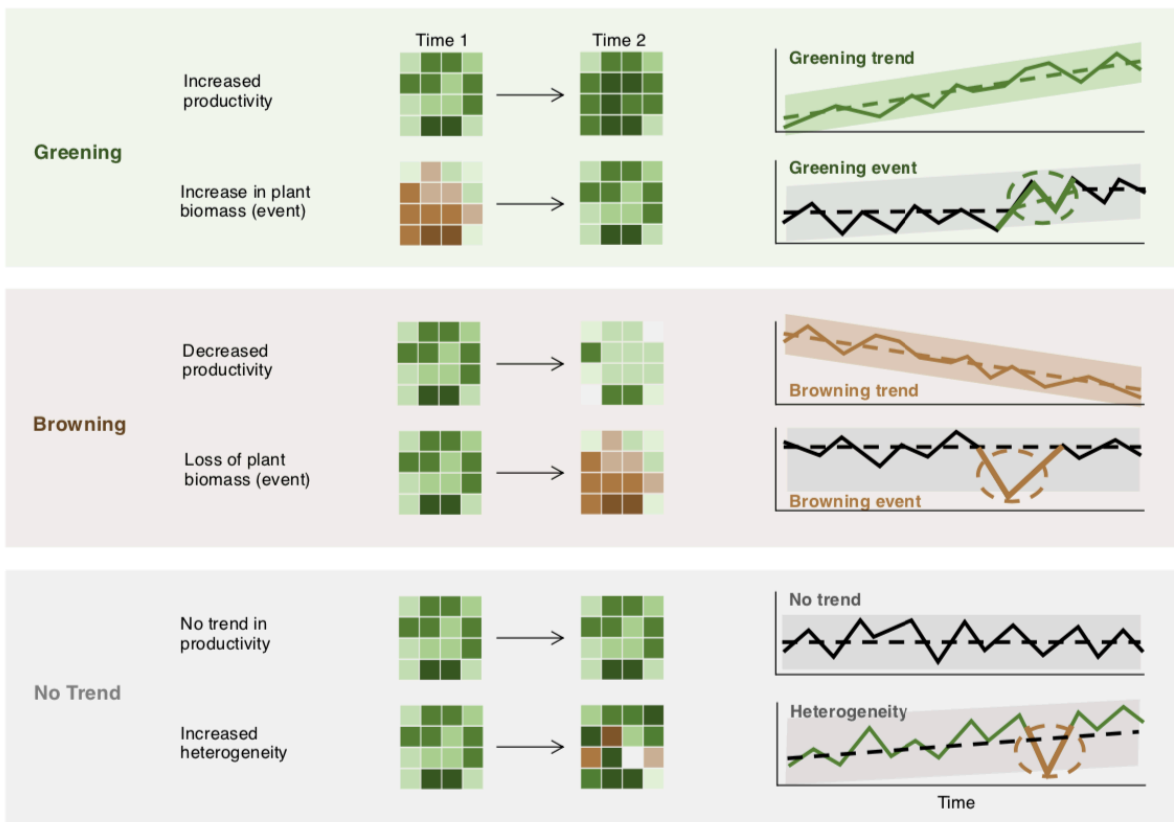 Time 1
Time 2
Greening
Increased
productivity
Greening trend
Increase in plant
biomass (event)
Greening event
Browning
Decreased
productivity
Browning trend
Loss of plant
biomass (event)
Browning event
No Trend
No trend in
productivity
No trend
Increased
heterogeneity
Heterogeneity
Time